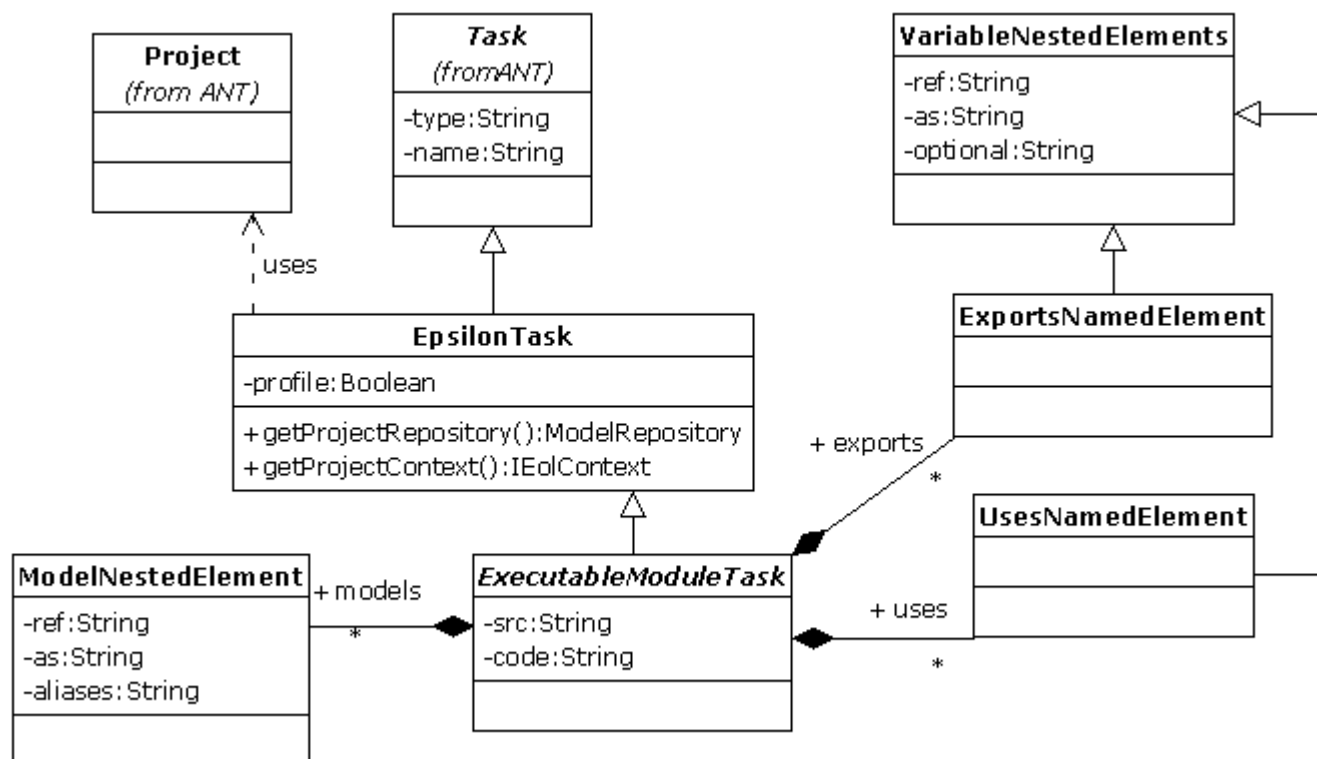 Project
(from ANT)
Task
(fromANT)
-type:String
-name:String
VariableNestedElements
-ref:String
-as:String
-optional:String
uses
EpsilonTask
-profile:Boolean
+getProjectRepository():ModelRepository
+getProjectContext():IEolContext
ExportsNamedElement
+ exports
*
UsesNamedElement
ModelNestedElement
-ref:String
-as:String
-aliases:String
+ models
*
ExecutableModuleTask
-src:String
-code:String
+ uses
*